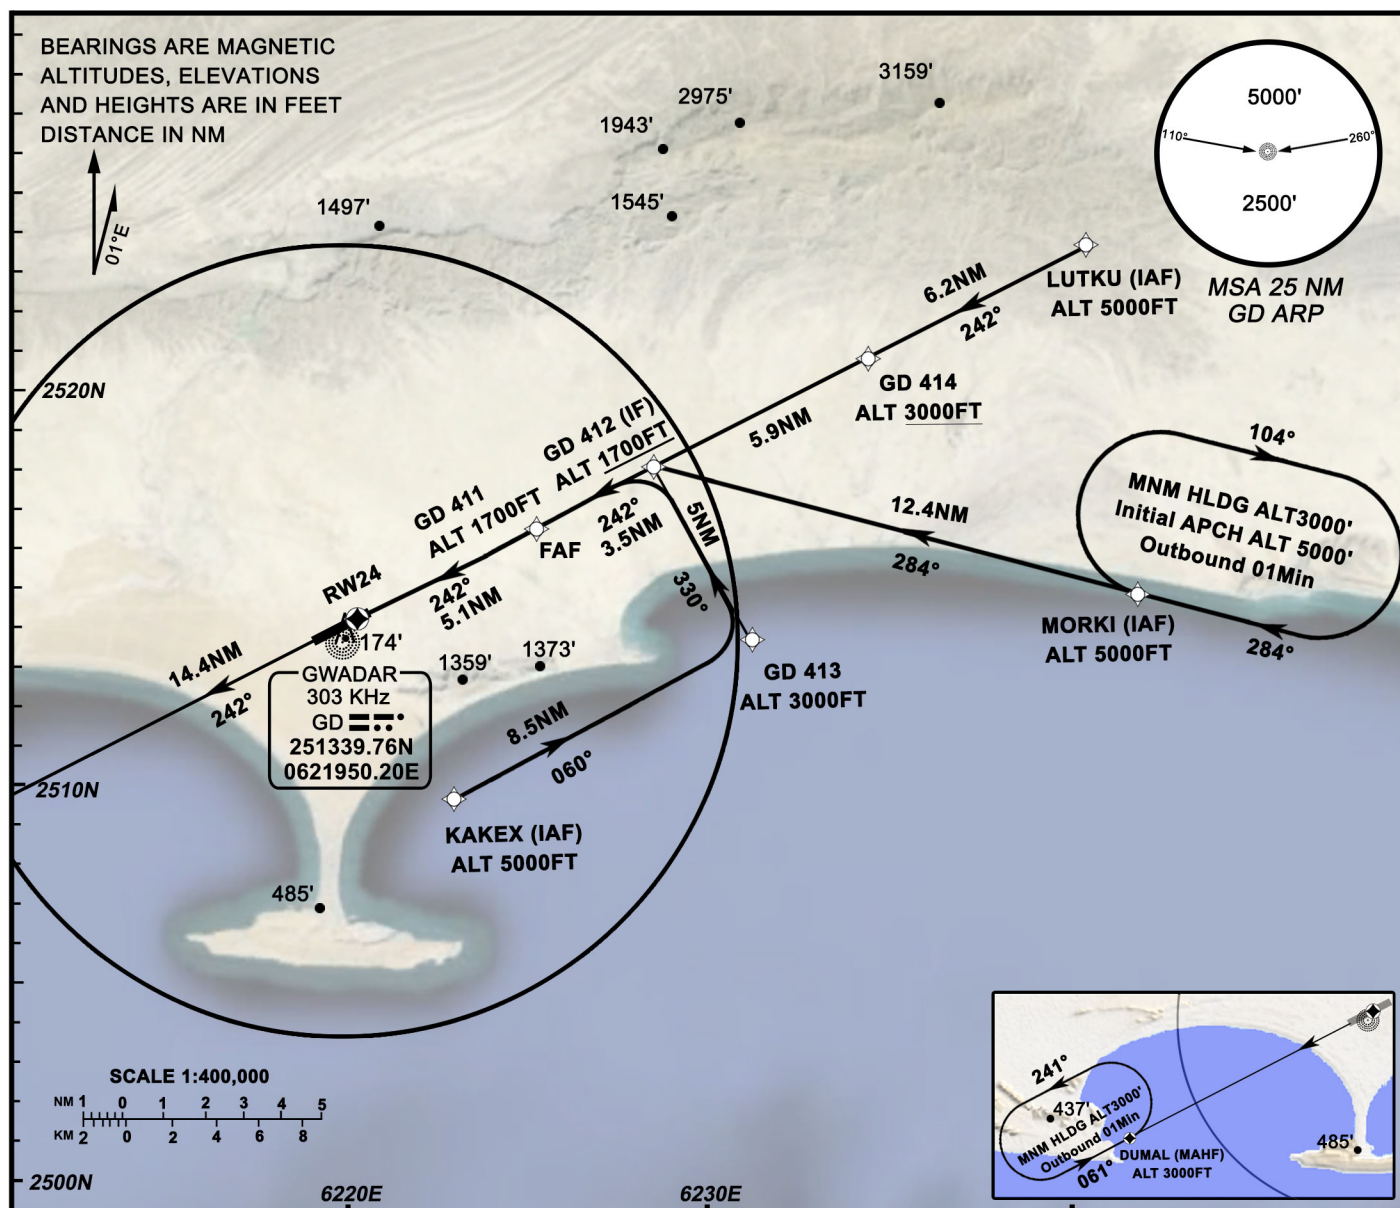 BEARINGS ARE MAGNETIC
ALTITUDES, ELEVATIONS
AND HEIGHTS ARE IN FEET
DISTANCE IN NM
01°E
3159'
2975'
1943'
1545'
1497'
5000'
110°
260°
2500'
MSA 25 NM
GD ARP
LUTKU (IAF)
ALT 5000FT
6.2NM
242°
GD 414
ALT 3000FT
5.9NM
2520N
GD 412 (IF)
ALT 1700FT
GD 411
ALT 1700FT
FAF
242°
3.5NM
5NM
330°
12.4NM
284°
104°
MNM HLDG ALT3000'
Initial APCH ALT 5000'
Outbound 01Min
284°
MORKI (IAF)
ALT 5000FT
RW24
242°
5.1NM
174'
14.4NM
242°
1359'
1373'
GD 413
ALT 3000FT
GWADAR
303 KHz
GD
251339.76N
0621950.20E
8.5NM
060°
2510N
KAKEX (IAF)
ALT 5000FT
485'
SCALE 1:400,000
NM 1 0 1 2 3 4 5
KM 2 0 2 4 6 8
2500N
6220E
6230E
241°
437'
MNM HLDG ALT3000'
Outbound 01Min
061°
DUMAL (MAHF)
ALT 3000FT
485'